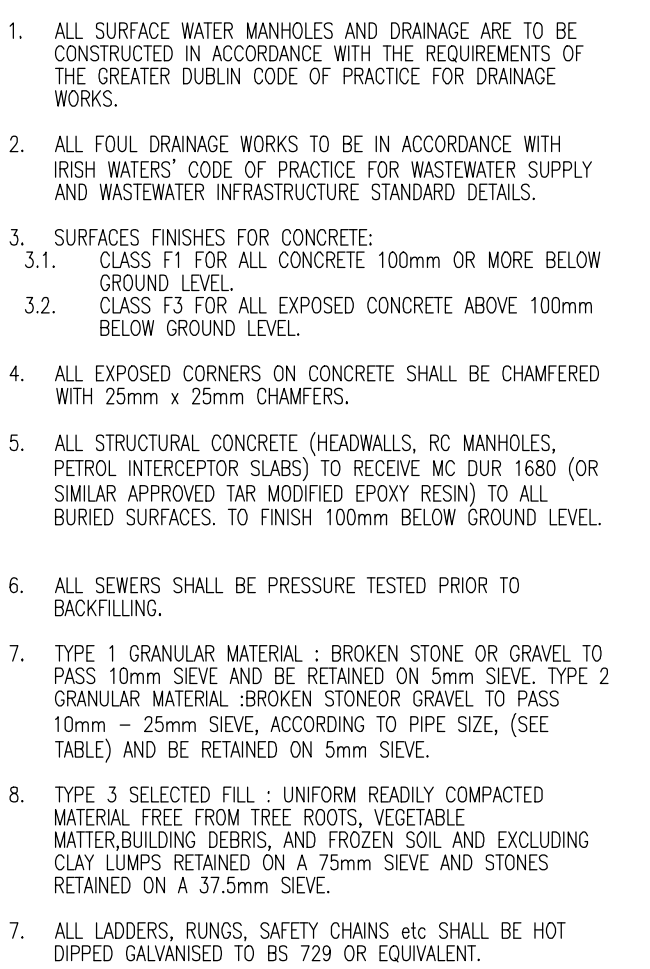 1. ALL SURFACE WATER MANHOLES AND DRAINAGE ARE TO BE
CONSTRUCTED IN ACCORDANCE WITH THE REQUIREMENTS OF
THE GREATER DUBLIN CODE OF PRACTICE FOR DRAINAGE
WORKS.
2. ALL FOUL DRAINAGE WORKS TO BE IN ACCORDANCE WITH
IRISH WATERS' CODE OF PRACTICE FOR WASTEWATER SUPPLY
AND WASTEWATER INFRASTRUCTURE STANDARD DETAILS.
3. SURFACES FINISHES FOR CONCRETE:
3.1. CLASS F1 FOR ALL CONCRETE 100mm OR MORE BELOW
GROUND LEVEL.
3.2. CLASS F3 FOR ALL EXPOSED CONCRETE ABOVE 100mm
BELOW GROUND LEVEL.
4. ALL EXPOSED CORNERS ON CONCRETE SHALL BE CHAMFERED
WITH 25mm x 25mm CHAMFERS.
5. ALL STRUCTURAL CONCRETE (HEADWALLS, RC MANHOLES,
PETROL INTERCEPTOR SLABS) TO RECEIVE MC DUR 1680 (OR
SIMILAR APPROVED TAR MODIFIED EPOXY RESIN) TO ALL
BURIED SURFACES. TO FINISH 100mm BELOW GROUND LEVEL.
6. ALL SEWERS SHALL BE PRESSURE TESTED PRIOR TO
BACKFILLING.
7. TYPE 1 GRANULAR MATERIAL : BROKEN STONE OR GRAVEL TO
PASS 10mm SIEVE AND BE RETAINED ON 5mm SIEVE. TYPE 2
GRANULAR MATERIAL :BROKEN STONEOR GRAVEL TO PASS
10mm – 25mm SIEVE, ACCORDING TO PIPE SIZE, (SEE
TABLE) AND BE RETAINED ON 5mm SIEVE.
8. TYPE 3 SELECTED FILL : UNIFORM READILY COMPACTED
MATERIAL FREE FROM TREE ROOTS, VEGETABLE
MATTER,BUILDING DEBRIS, AND FROZEN SOIL AND EXCLUDING
CLAY LUMPS RETAINED ON A 75mm SIEVE AND STONES
RETAINED ON A 37.5mm SIEVE.
7. ALL LADDERS, RUNGS, SAFETY CHAINS etc SHALL BE HOT
DIPPED GALVANISED TO BS 729 OR EQUIVALENT.